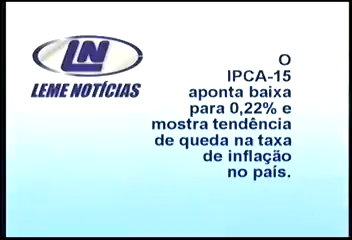 LN
LEME NOTÍCIAS
O
IPCA-15
aponta baixa
para 0,22% e
mostra tendência
de queda na taxa
de inflação
no país.